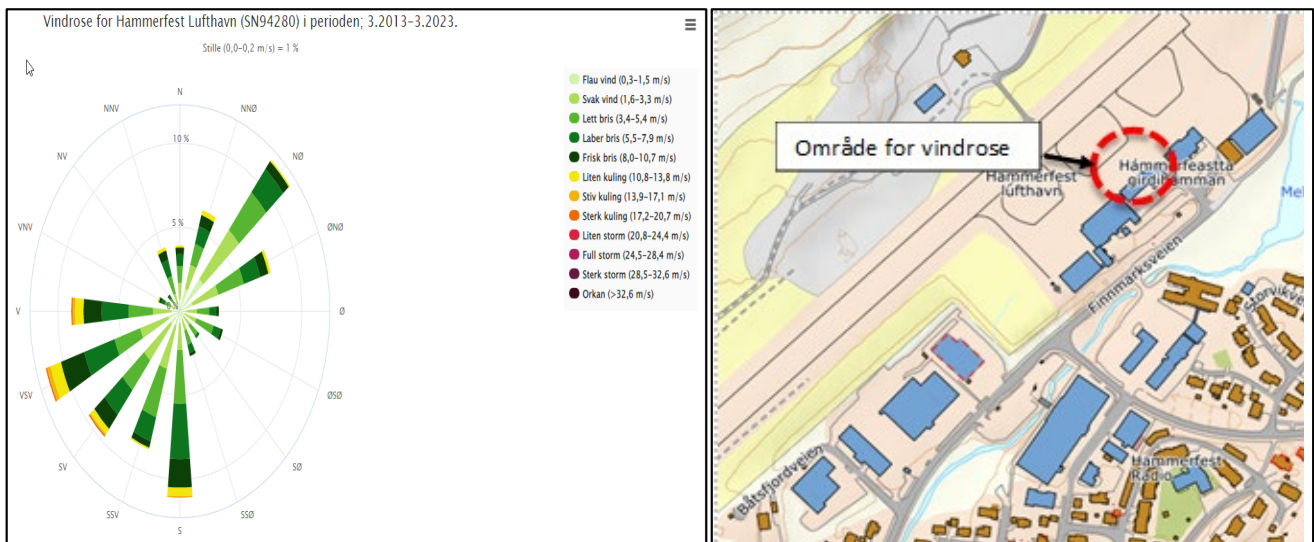 Vindrose for Hammerfest Lufthavn (SN94280) i perioden; 3.2013–3.2023.
Stille (0,0–0,2 m/s) = 1 %
N
NNV
NNØ
NV
NØ
10 %
VNV
ØNØ
5 %
0 %
V
Ø
VSV
ØSØ
SV
SØ
SSV
SSØ
S
Flau vind (0,3–1,5 m/s)
Svak vind (1,6–3,3 m/s)
Lett bris (3,4–5,4 m/s)
Laber bris (5,5–7,9 m/s)
Frisk bris (8,0–10,7 m/s)
Liten kuling (10,8–13,8 m/s)
Stiv kuling (13,9–17,1 m/s)
Sterk kuling (17,2–20,7 m/s)
Liten storm (20,8–24,4 m/s)
Full storm (24,5–28,4 m/s)
Sterk storm (28,5–32,6 m/s)
Orkan (>32,6 m/s)
Område for vindrose
Hammerfest
lufthavn
Hámmerfeastta
girdihámman
Mel
Finnmarksveien
Storvikve
Båtsfjordveien
Hammerfest
Radio